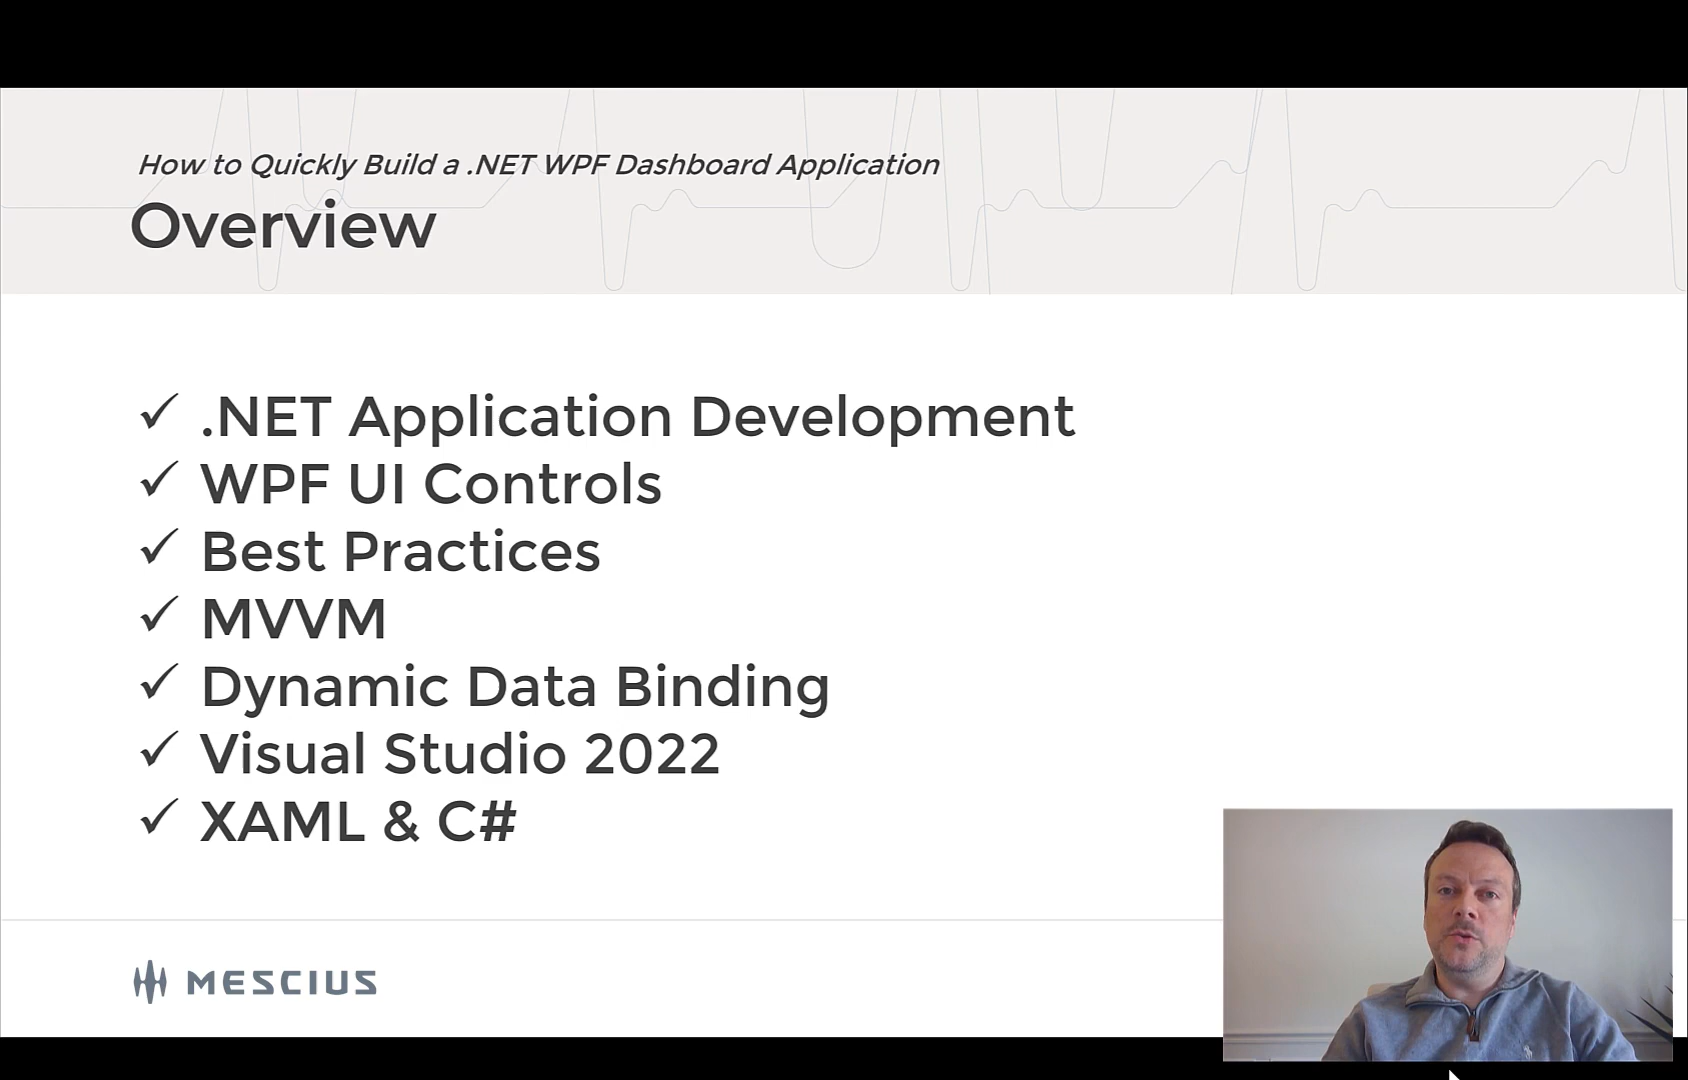 How to Quickly Build a .NET WPF Dashboard Application
Overview
✓ .NET Application Development
✓ WPF UI Controls
✓ Best Practices
✓ MVVM
✓ Dynamic Data Binding
✓ Visual Studio 2022
✓ XAML & C#
MESCIUS